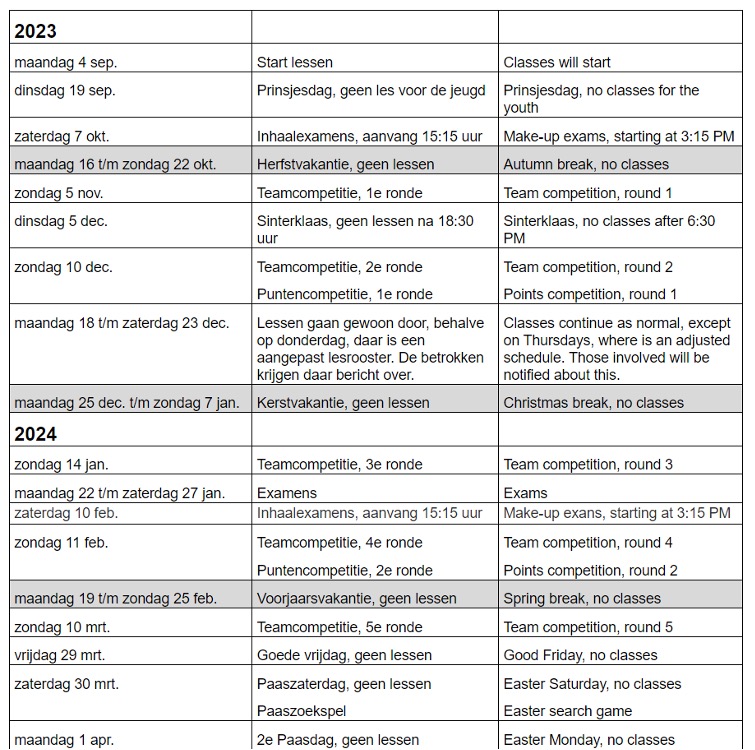 2023
maandag 4 sep. Start lessen Classes will start
dinsdag 19 sep. Prinsjesdag, geen les voor de jeugd Prinsjesdag, no classes for the
youth
zaterdag 7 okt. Inhaalexamens, aanvang 15:15 uur Make-up exams, starting at 3:15 PM
maandag 16 t/m zondag 22 okt. Herfstvakantie, geen lessen Autumn break, no classes
zondag 5 nov. Teamcompetitie, 1e ronde Team competition, round 1
dinsdag 5 dec. Sinterklaas, geen lessen na 18:30 Sinterklaas, no classes after 6:30
uur PM
zondag 10 dec. Teamcompetitie, 2e ronde Team competition, round 2
Puntencompetitie, 1e ronde Points competition, round 1
maandag 18 t/m zaterdag 23 dec. Lessen gaan gewoon door, behalve Classes continue as normal, except
op donderdag, daar is een on Thursdays, where is an adjusted
aangepast lesrooster. De betrokken schedule. Those involved will be
krijgen daar bericht over. notified about this.
maandag 25 dec. t/m zondag 7 jan. Kerstvakantie, geen lessen Christmas break, no classes
2024
zondag 14 jan. Teamcompetitie, 3e ronde Team competition, round 3
maandag 22 t/m zaterdag 27 jan. Examens Exams
zaterdag 10 feb. Inhaalexamens, aanvang 15:15 uur Make-up exans, starting at 3:15 PM
zondag 11 feb. Teamcompetitie, 4e ronde Team competition, round 4
Puntencompetitie, 2e ronde Points competition, round 2
maandag 19 t/m zondag 25 feb. Voorjaarsvakantie, geen lessen Spring break, no classes
zondag 10 mrt. Teamcompetitie, 5e ronde Team competition, round 5
vrijdag 29 mrt. Goede vrijdag, geen lessen Good Friday, no classes
zaterdag 30 mrt. Paaszaterdag, geen lessen Easter Saturday, no classes
Paaszoekspel Easter search game
maandag 1 apr. 2e Paasdag, geen lessen Easter Monday, no classes